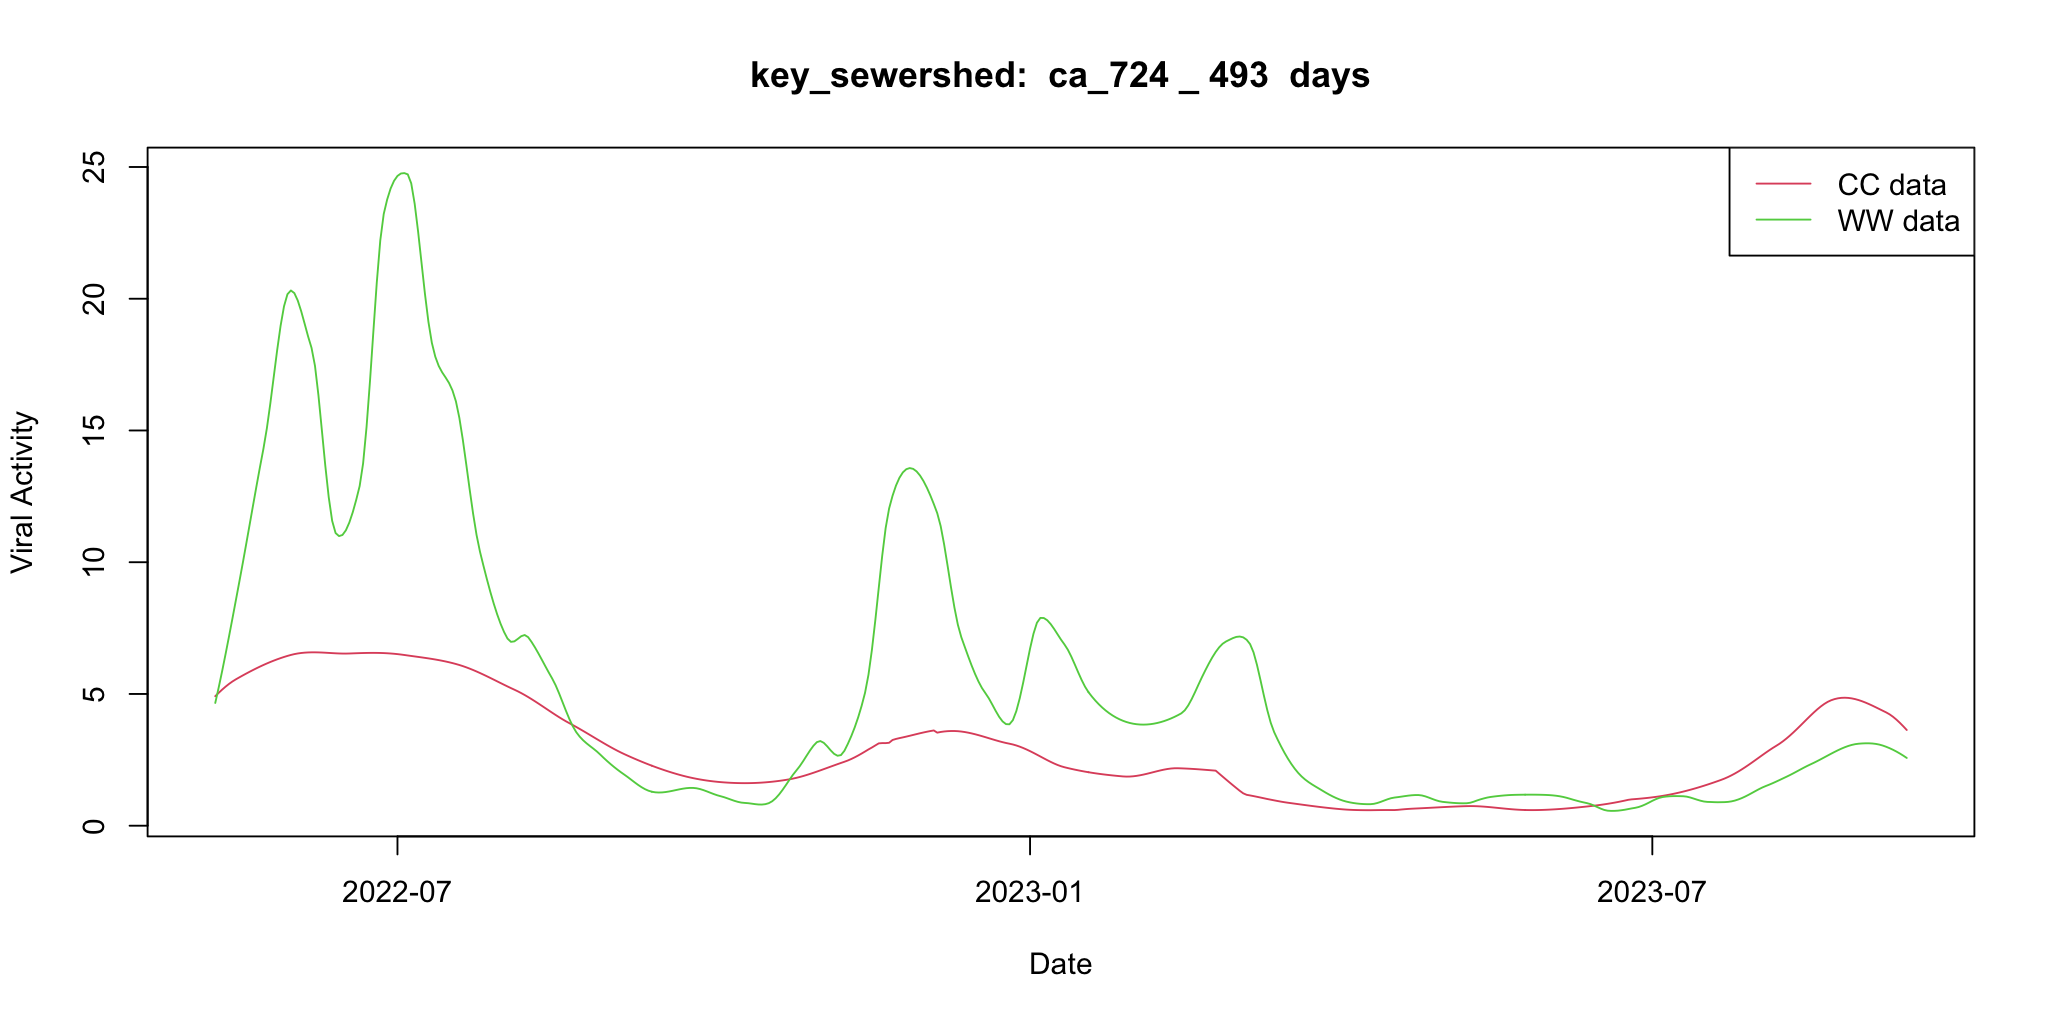 key_sewershed:  ca_724 _ 493  days
CC data
WW data
Viral Activity
25
20
15
10
5
0
2022-07
2023-01
2023-07
Date